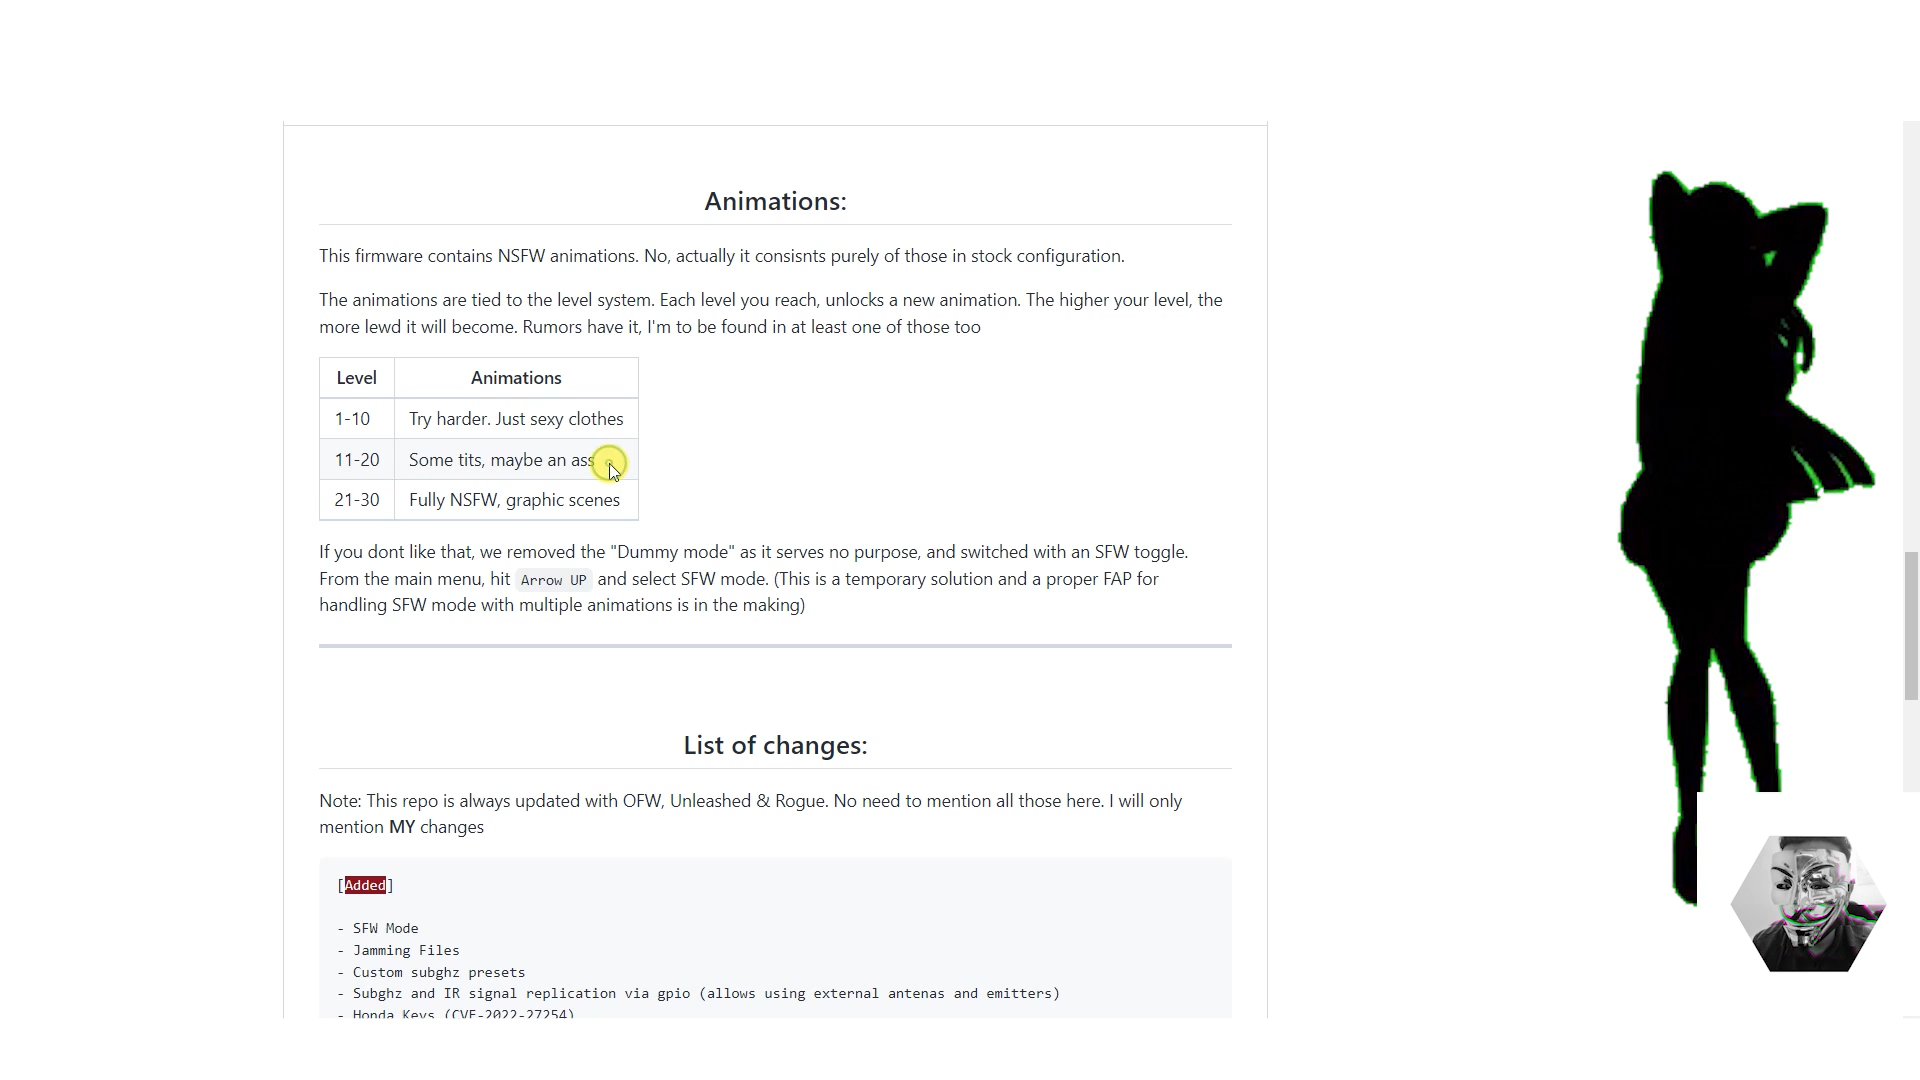 Animations:
This firmware contains NSFW animations. No, actually it consisnts purely of those in stock configuration.
The animations are tied to the level system. Each level you reach, unlocks a new animation. The higher your level, the
more lewd it will become. Rumors have it, I'm to be found in at least one of those too
Level Animations
1-10 Try harder. Just sexy clothes
11-20 Some tits, maybe an ass
21-30 Fully NSFW, graphic scenes
If you dont like that, we removed the "Dummy mode" as it serves no purpose, and switched with an SFW toggle.
From the main menu, hit Arrow UP and select SFW mode. (This is a temporary solution and a proper FAP for
handling SFW mode with multiple animations is in the making)
List of changes:
Note: This repo is always updated with OFW, Unleashed & Rogue. No need to mention all those here. I will only
mention MY changes
[Added]
- SFW Mode
- Jamming Files
- Custom subghz presets
- Subghz and IR signal replication via gpio (allows using external antenas and emitters)
- Honda Keys (CVE-2022-27254)